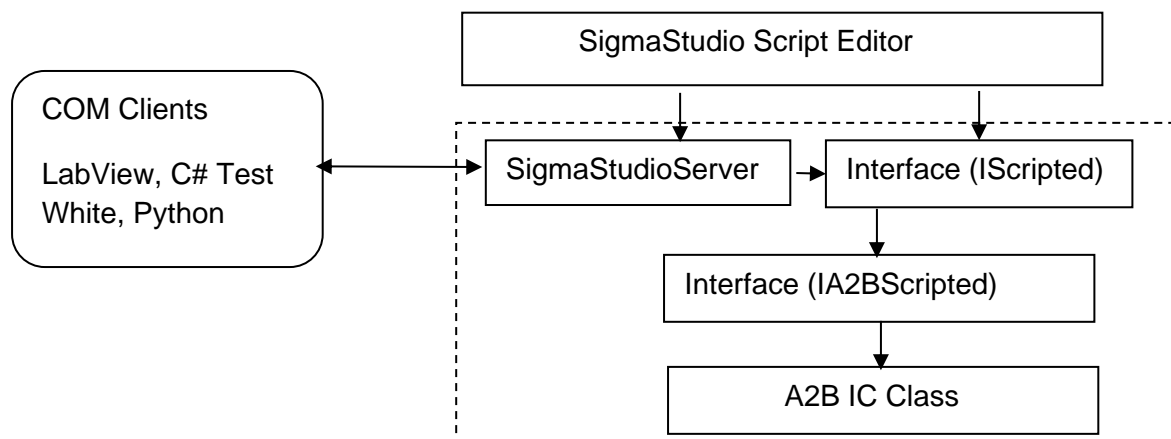 SigmaStudio Script Editor
COM Clients
LabView, C# Test
White, Python
SigmaStudioServer
Interface (IScripted)
Interface (IA2BScripted)
A2B IC Class